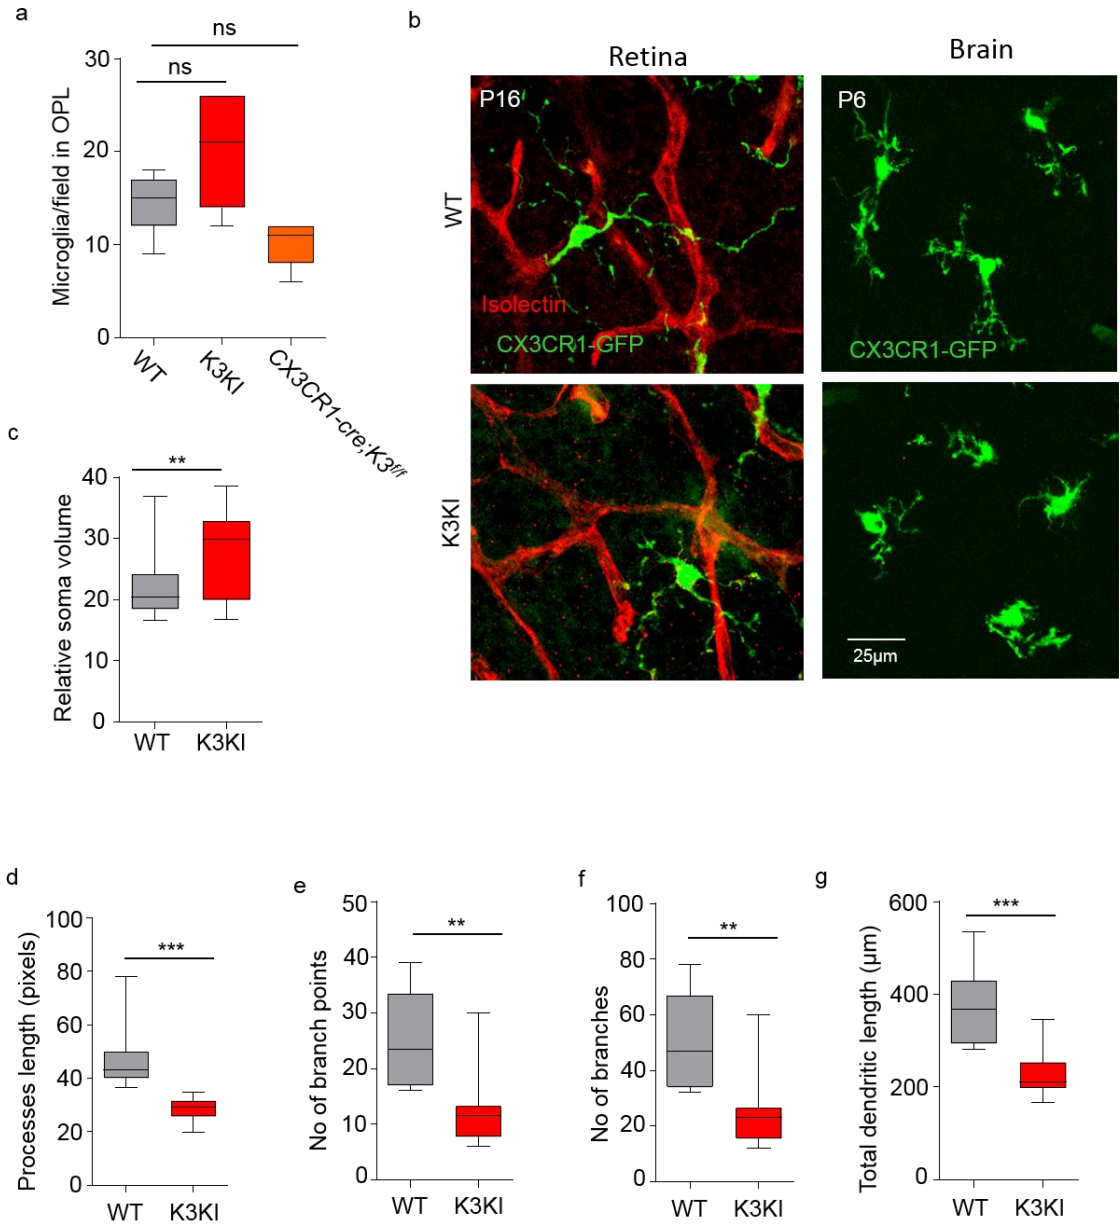 a
ns
ns
30
20
10
0
Microglia/field in OPL
WT
K3KI
CX3CR1-cre;K3f/f
b
Retina
Brain
P16
P6
WT
Isolectin
CX3CR1-GFP
CX3CR1-GFP
K3KI
25µm
c
**
40
30
20
10
0
Relative soma volume
WT
K3KI
d
***
100
80
60
40
20
0
Processes length (pixels)
WT
K3KI
e
**
50
40
30
20
10
0
No of branch points
WT
K3KI
f
**
100
80
60
40
20
0
No of branches
WT
K3KI
g
***
600
400
200
0
Total dendritic length (µm)
WT
K3KI